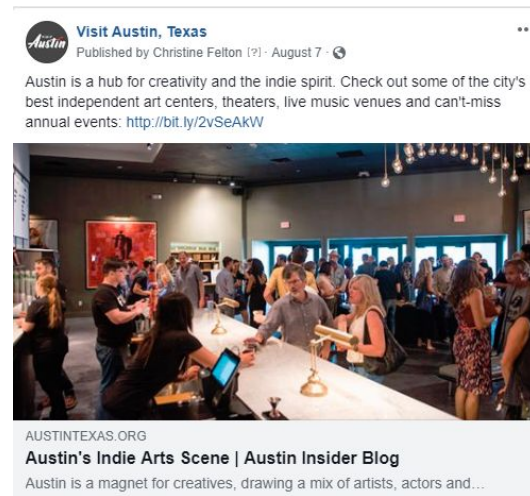 Austin
Visit Austin, Texas
Published by Christine Felton [?] · August 7 ·
Austin is a hub for creativity and the indie spirit. Check out some of the city's
best independent art centers, theaters, live music venues and can't-miss
annual events: http://bit.ly/2vSeAkW
AUSTINTEXAS.ORG
Austin's Indie Arts Scene | Austin Insider Blog
Austin is a magnet for creatives, drawing a mix of artists, actors and…